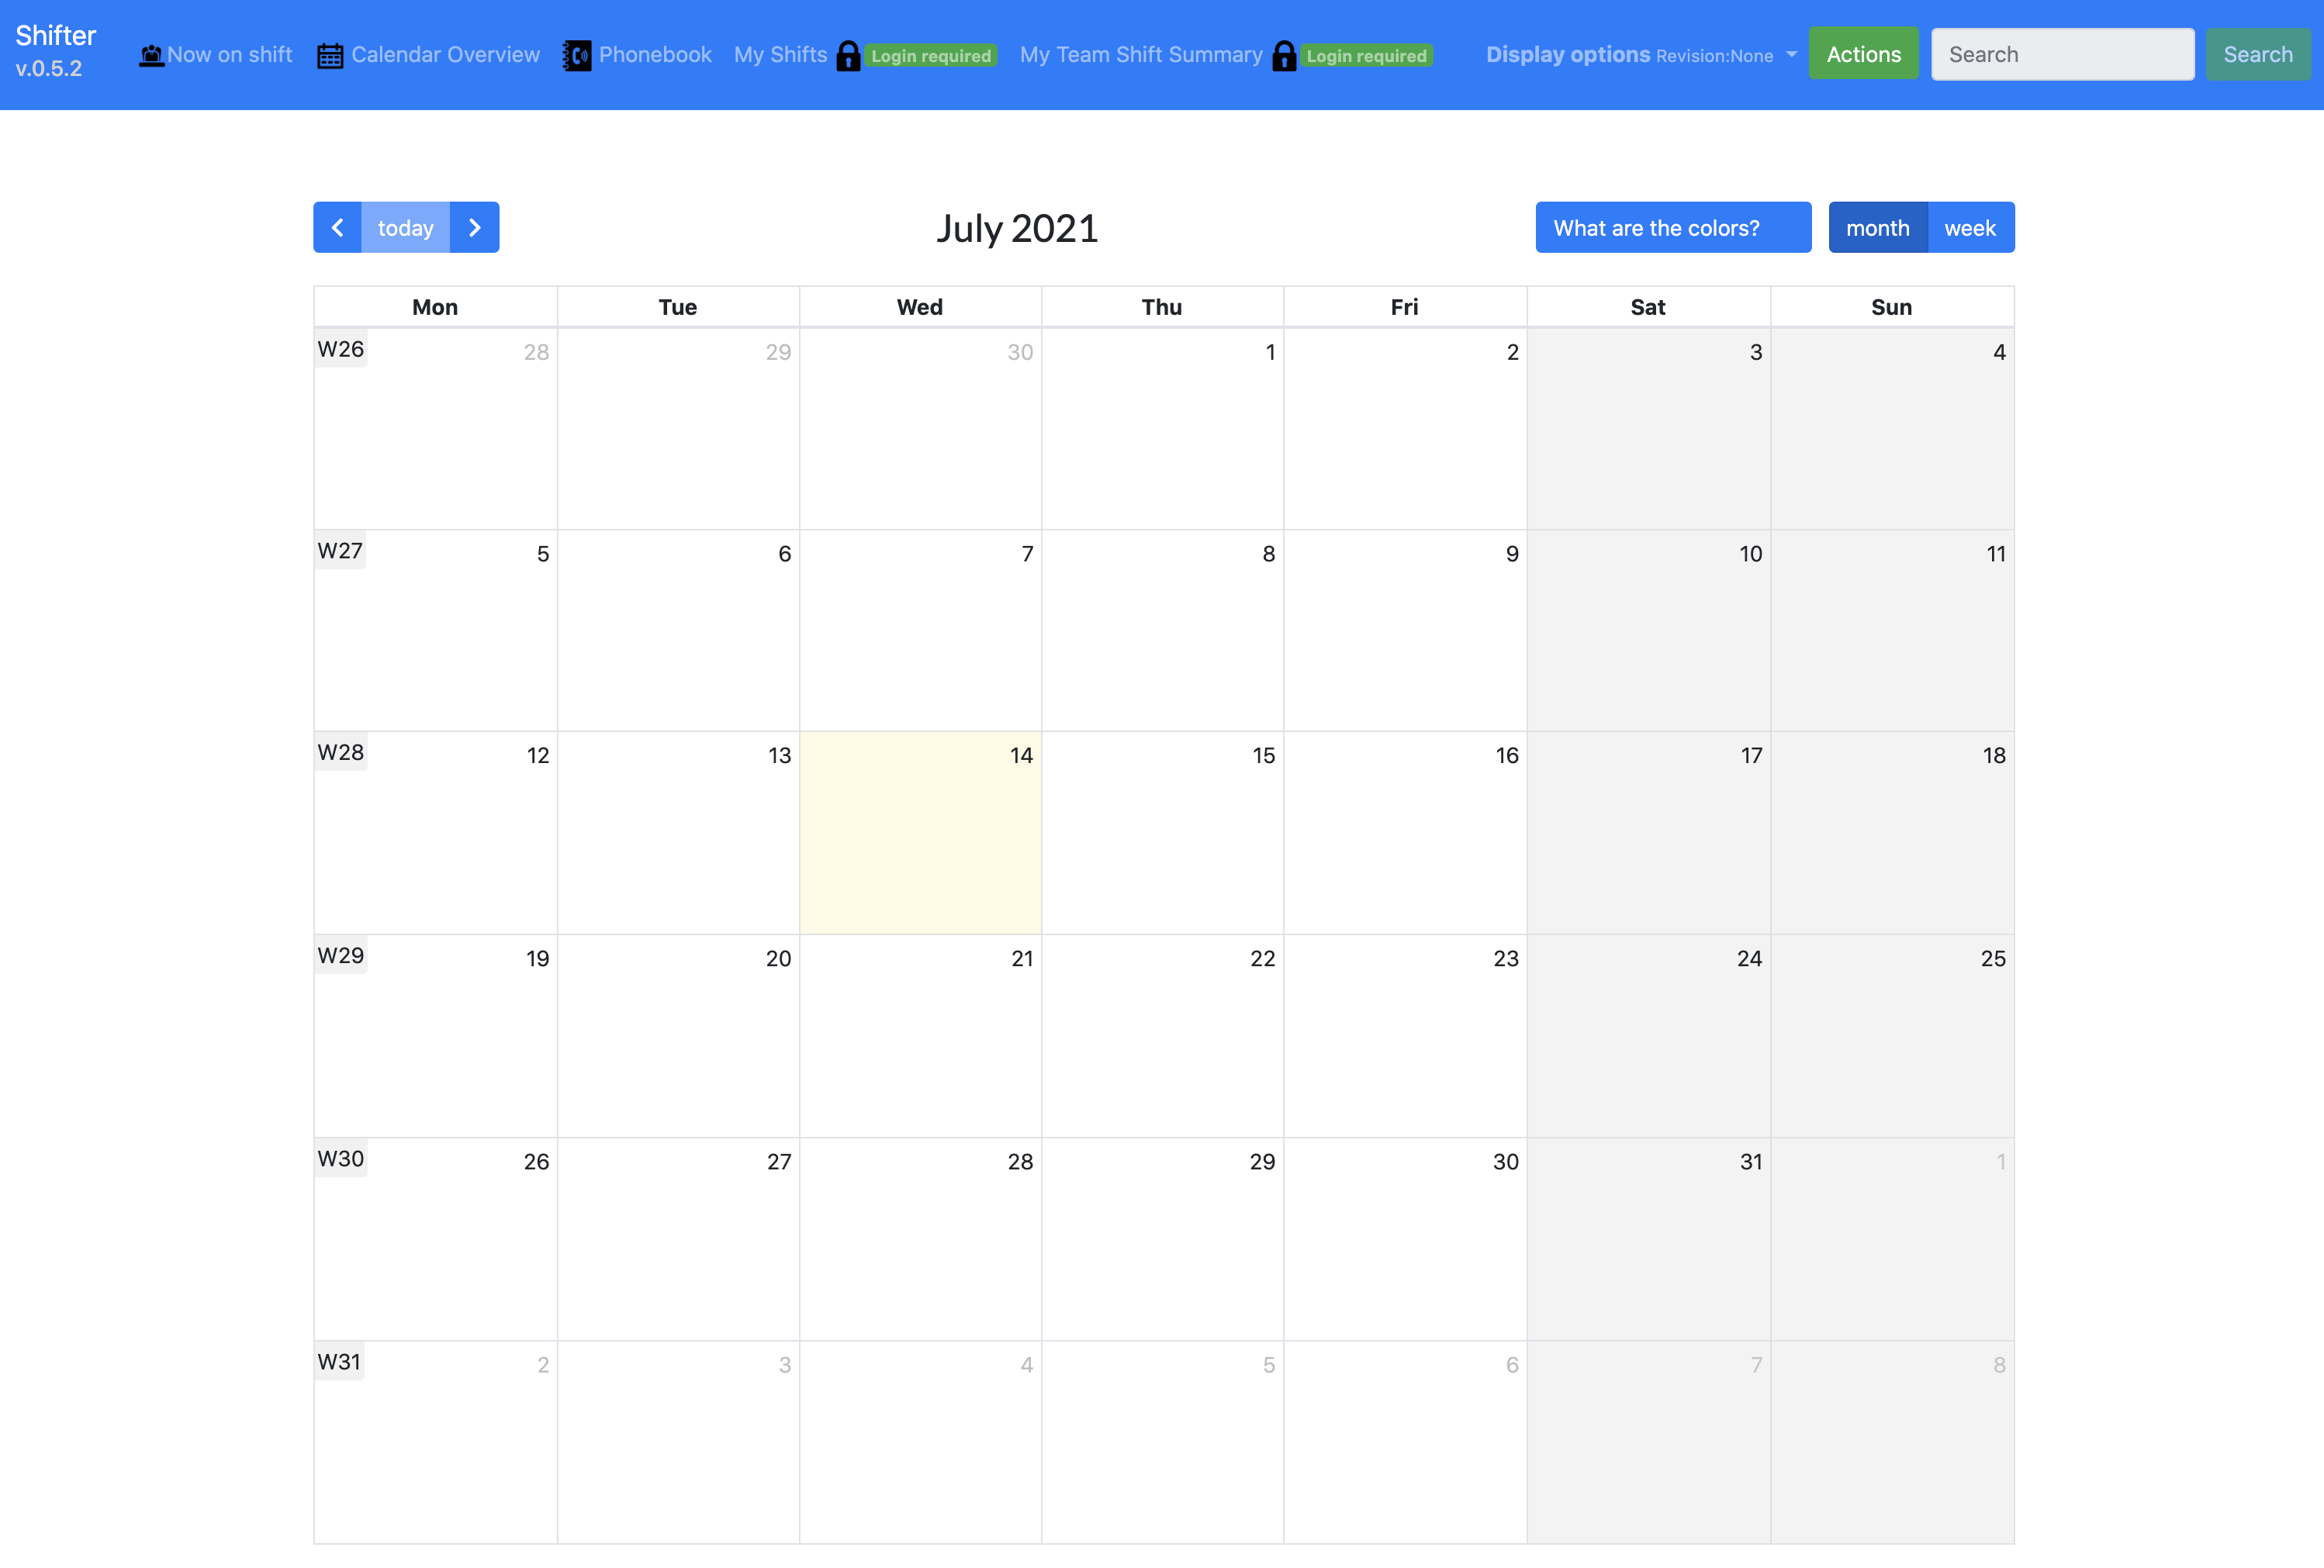 Shifter
v.0.5.2
Now on shift Calendar Overview Phonebook My Shifts Login required My Team Shift Summary Login required Display options Revision:None Actions Search Search
today July 2021 What are the colors? month week
Mon Tue Wed Thu Fri Sat Sun
W26 28 29 30 1 2 3 4
W27 5 6 7 8 9 10 11
W28 12 13 14 15 16 17 18
W29 19 20 21 22 23 24 25
W30 26 27 28 29 30 31 1
W31 2 3 4 5 6 7 8